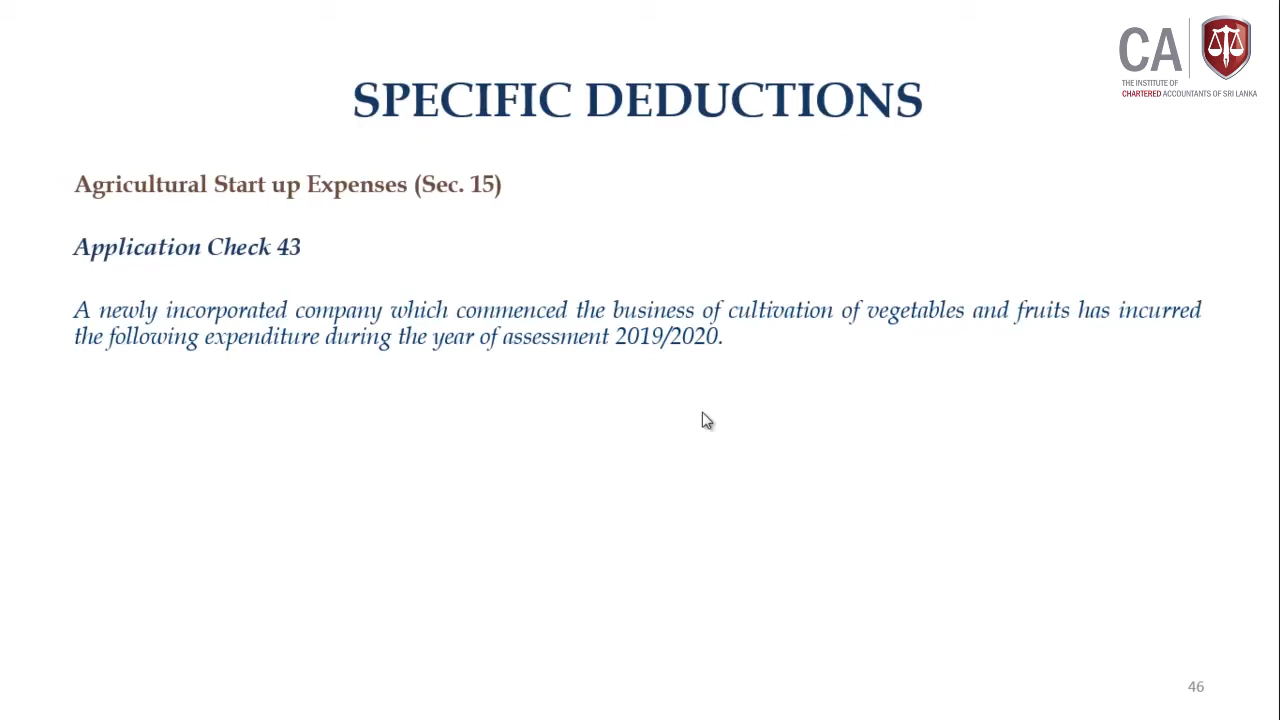 CA
THE INSTITUTE OF
CHARTERED ACCOUNTANTS OF SRI LANKA
SPECIFIC DEDUCTIONS
Agricultural Start up Expenses (Sec. 15)
Application Check 43
A newly incorporated company which commenced the business of cultivation of vegetables and fruits has incurred
the following expenditure during the year of assessment 2019/2020.
46